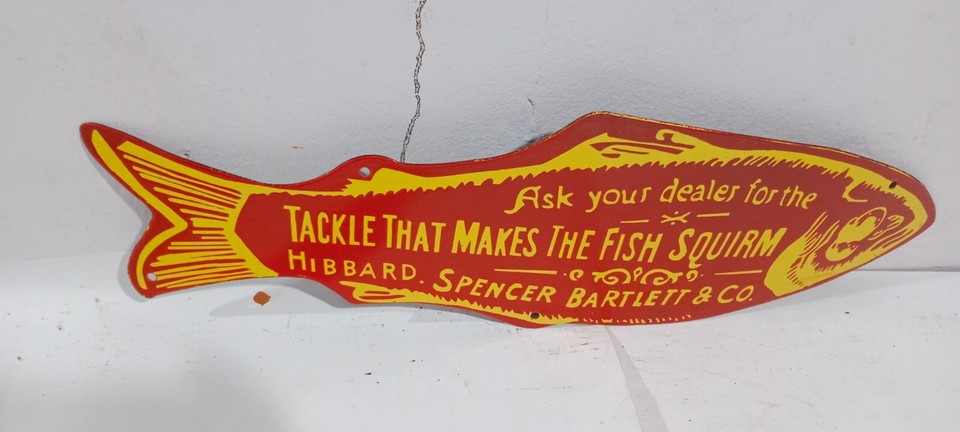 Ask your dealer for the
TACKLE THAT MAKES THE FISH SQUIRM
HIBBARD. SPENCER BARTLETT & CO.